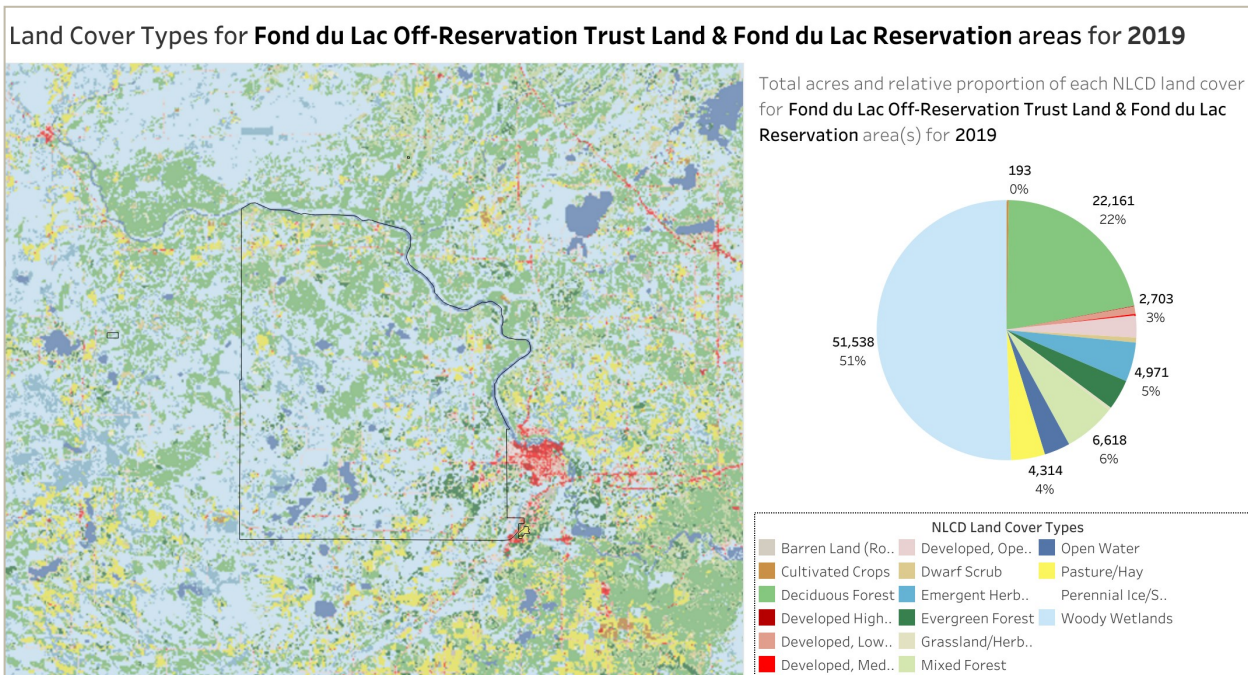 Land Cover Types for Fond du Lac Off-Reservation Trust Land & Fond du Lac Reservation areas for 2019
Total acres and relative proportion of each NLCD land cover
for Fond du Lac Off-Reservation Trust Land & Fond du Lac
Reservation area(s) for 2019
193
0%
22,161
22%
2,703
3%
4,971
5%
6,618
6%
4,314
4%
51,538
51%
NLCD Land Cover Types
Barren Land (Ro..
Cultivated Crops
Deciduous Forest
Developed High..
Developed, Low..
Developed, Med..
Developed, Ope..
Dwarf Scrub
Emergent Herb..
Evergreen Forest
Grassland/Herb..
Mixed Forest
Open Water
Pasture/Hay
Perennial Ice/S..
Woody Wetlands